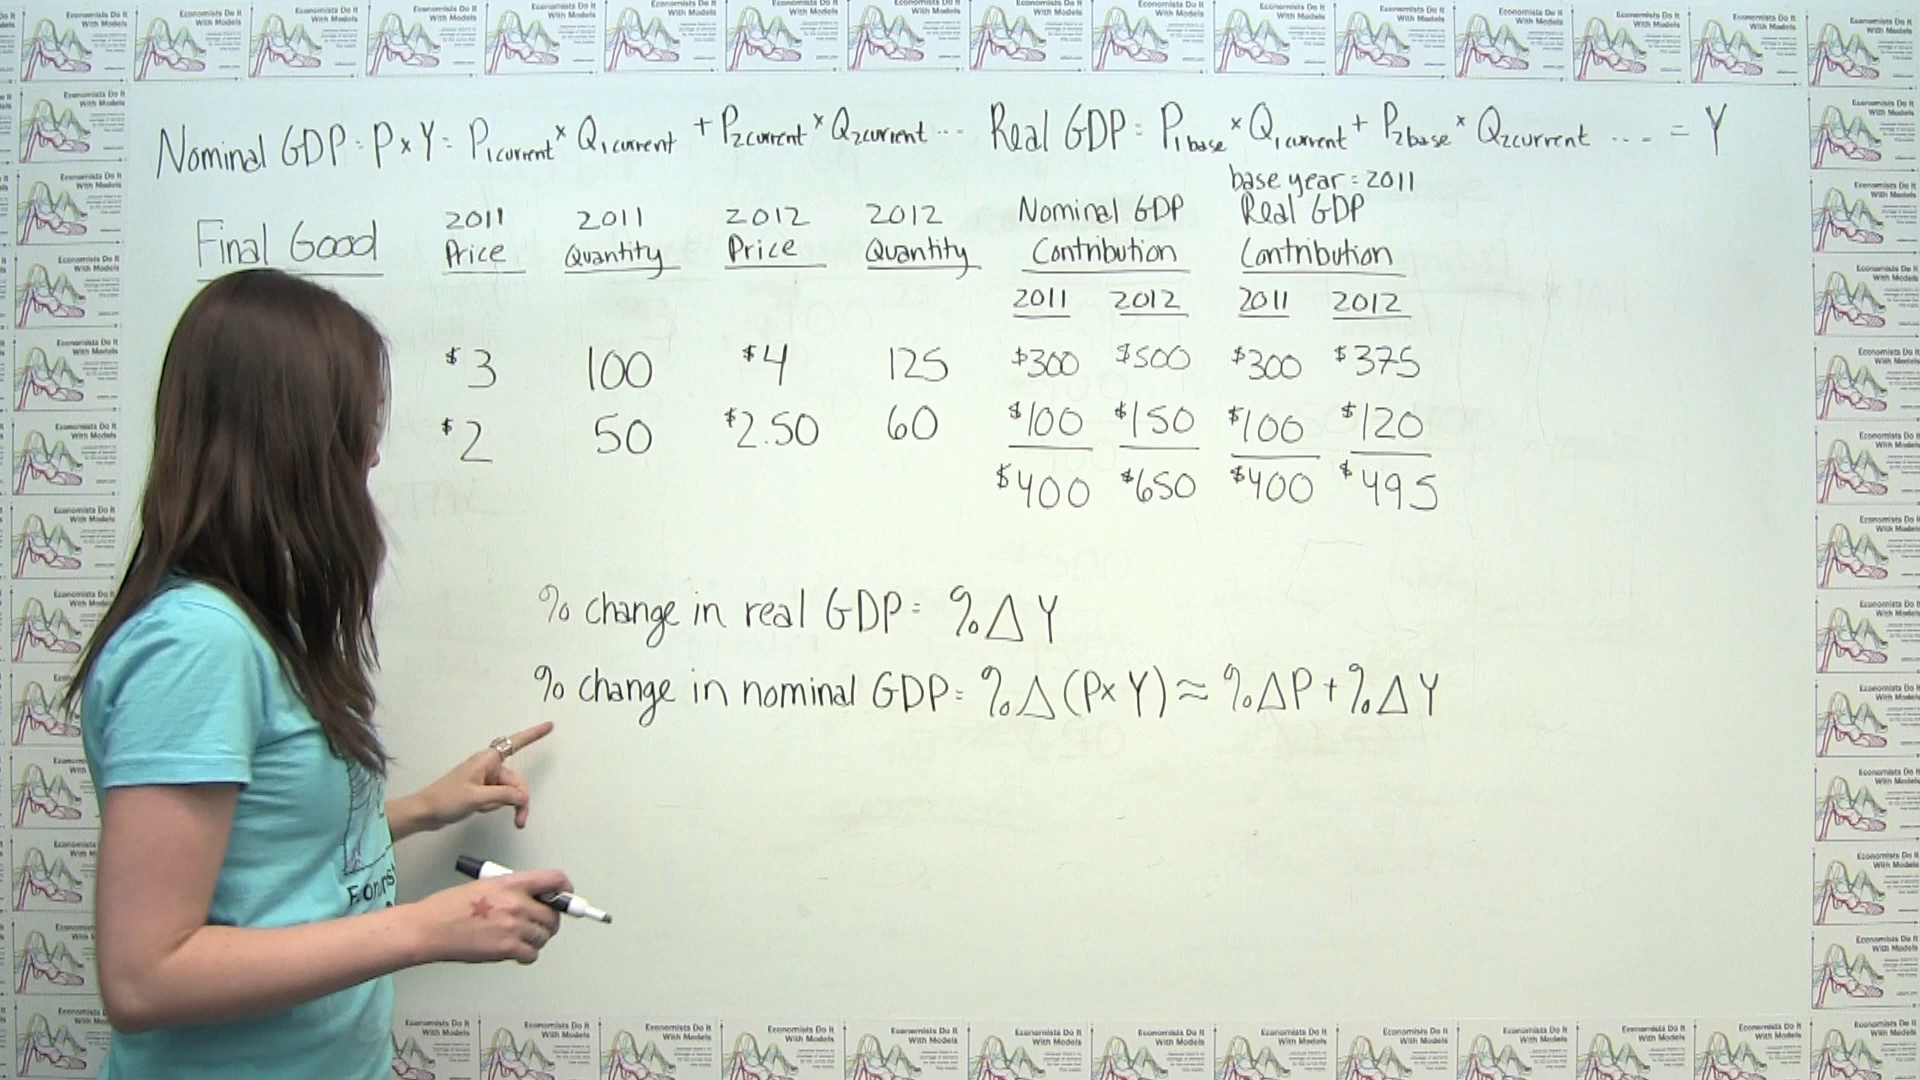 Nominal GDP = P × Y = P1current × Q1current + P2current × Q2current ... Real GDP = P1base × Q1current + P2base × Q2current .... = Y
base year = 2011
Final Good 2011 Price 2011 Quantity 2012 Price 2012 Quantity Nominal GDP Contribution Real GDP Contribution
2011 2012 2011 2012
$3 100 $4 125 $300 $500 $300 $375
$2 50 $2.50 60 $100 $150 $100 $120
$400 $650 $400 $495
% change in real GDP = %ΔY
% change in nominal GDP = %Δ(P×Y) ≈ %ΔP + %ΔY
Economists Do It With Models